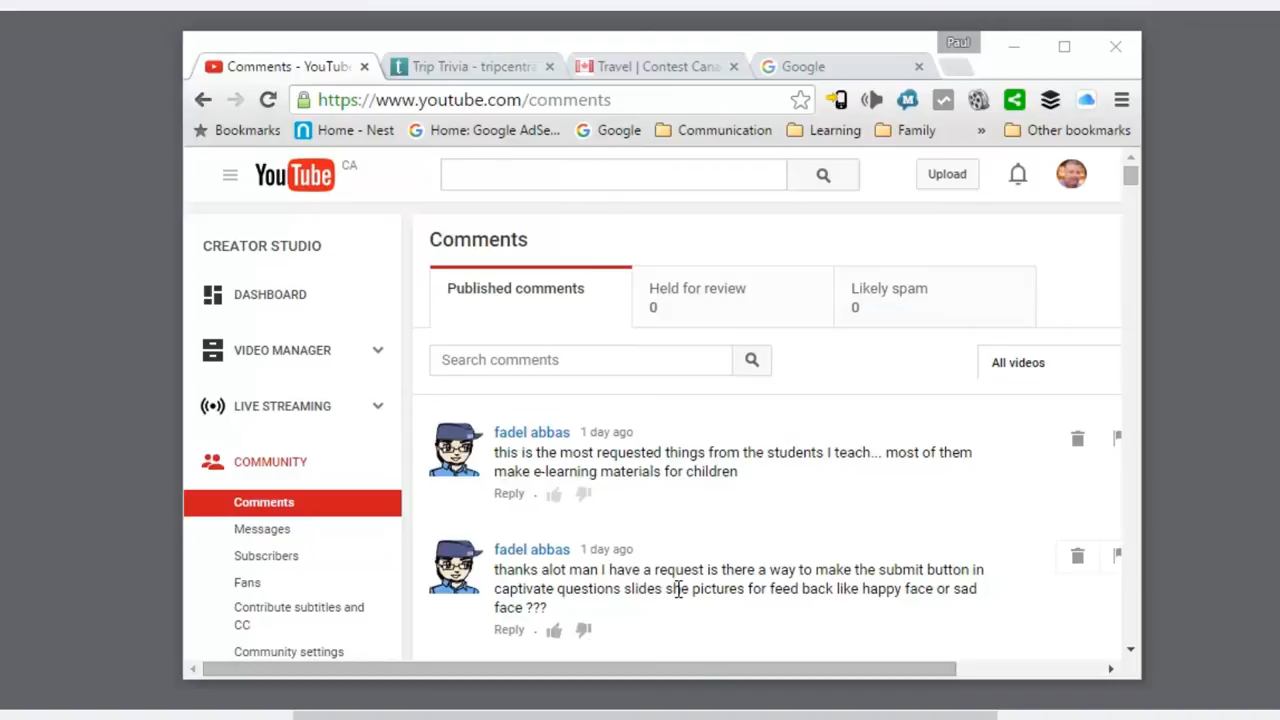 Paul
Comments - YouTub
Trip Trivia - tripcentra
Travel | Contest Cana
Google
https://www.youtube.com/comments
Bookmarks
Home - Nest
Home: Google AdSe...
Google
Communication
Learning
Family
»
Other bookmarks
YouTube CA
Upload
CREATOR STUDIO
DASHBOARD
VIDEO MANAGER
LIVE STREAMING
COMMUNITY
Comments
Messages
Subscribers
Fans
Contribute subtitles and
CC
Community settings
Comments
Published comments
Held for review
0
Likely spam
0
Search comments
All videos
fadel abbas 1 day ago
this is the most requested things from the students I teach... most of them
make e-learning materials for children
Reply .
fadel abbas 1 day ago
thanks alot man I have a request is there a way to make the submit button in
captivate questions slides pictures for feed back like happy face or sad
face ???
Reply .